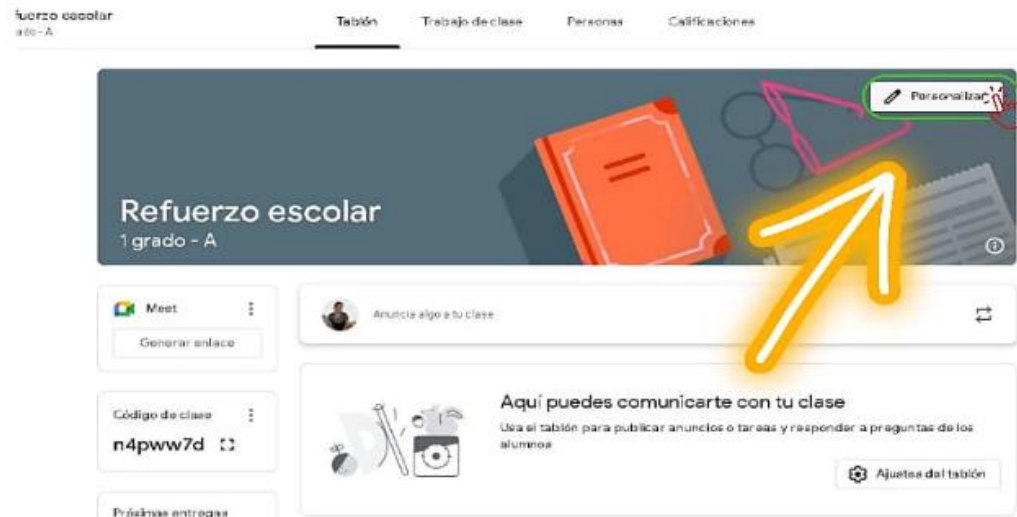 fuerzo escolar
ado - A
Tablón
Trabajo de clase
Personas
Calificaciones
Personalizar
Refuerzo escolar
1 grado - A
Meet
Generar enlace
Anuncia algo a tu clase
Código de clase
n4pww7d
Aquí puedes comunicarte con tu clase
Usa el tablón para publicar anuncios o tareas y responder a preguntas de los
alumnos
Ajustes del tablón
Próximas entregas